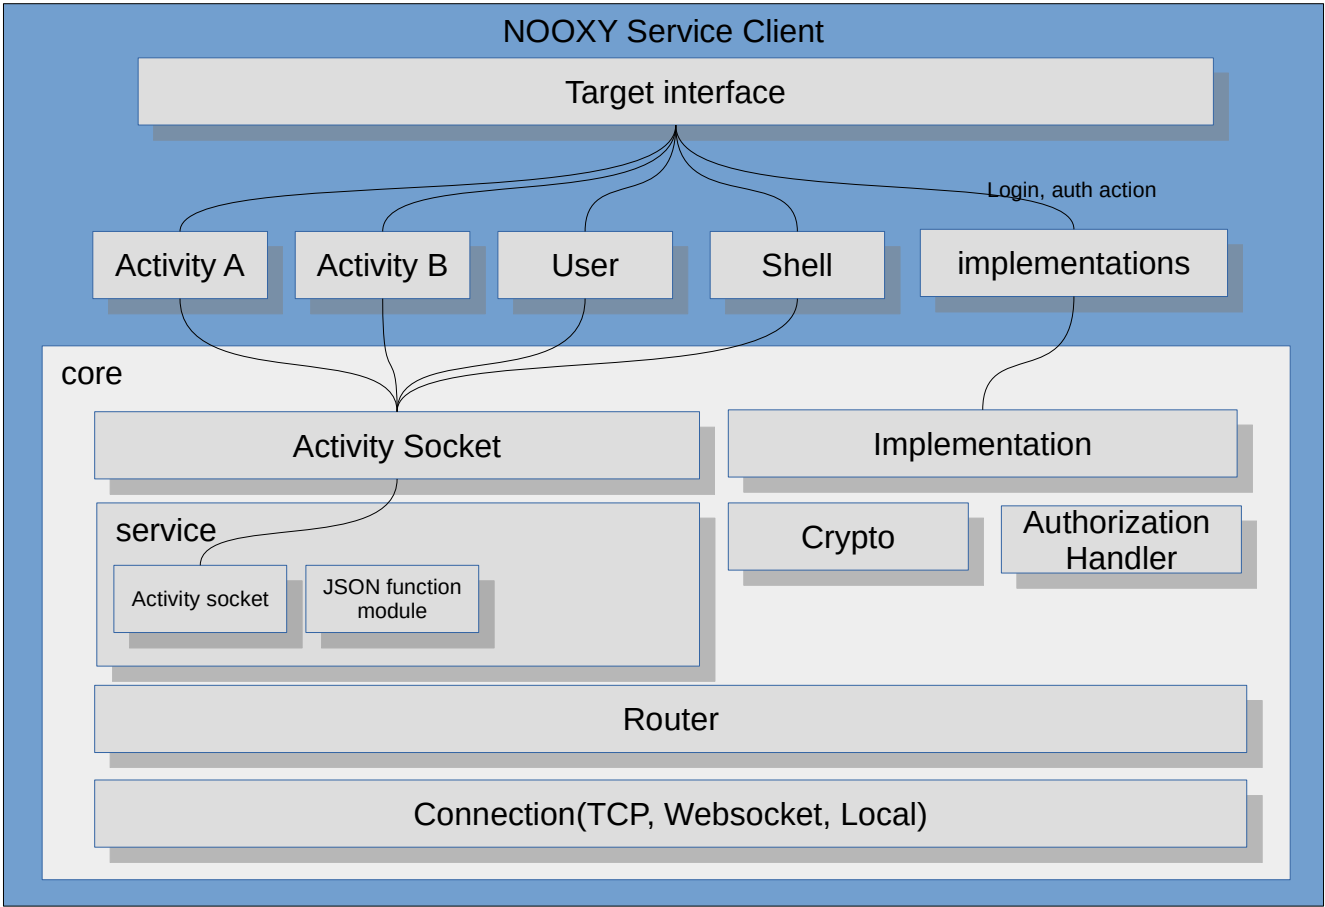 NOOXY Service Client
Target interface
Login, auth action
Activity A
Activity B
User
Shell
implementations
core
Activity Socket
Implementation
service
Crypto
Authorization
Handler
Activity socket
JSON function
module
Router
Connection(TCP, Websocket, Local)